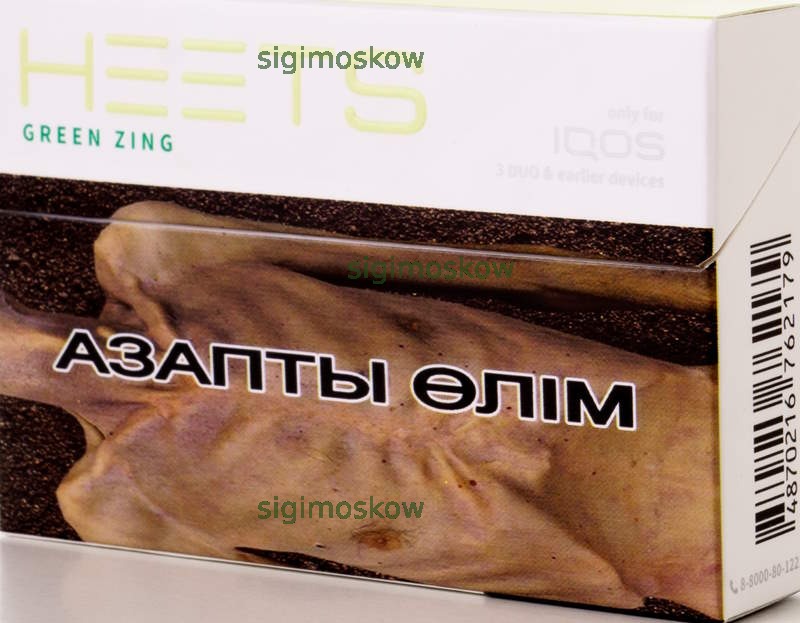 HEETS
sigimoskow
GREEN ZING
only for
IQOS
3 DUO & earlier devices
sigimoskow
АЗАПТЫ ӨЛІМ
sigimoskow
4870216762179
8-8000-80-122